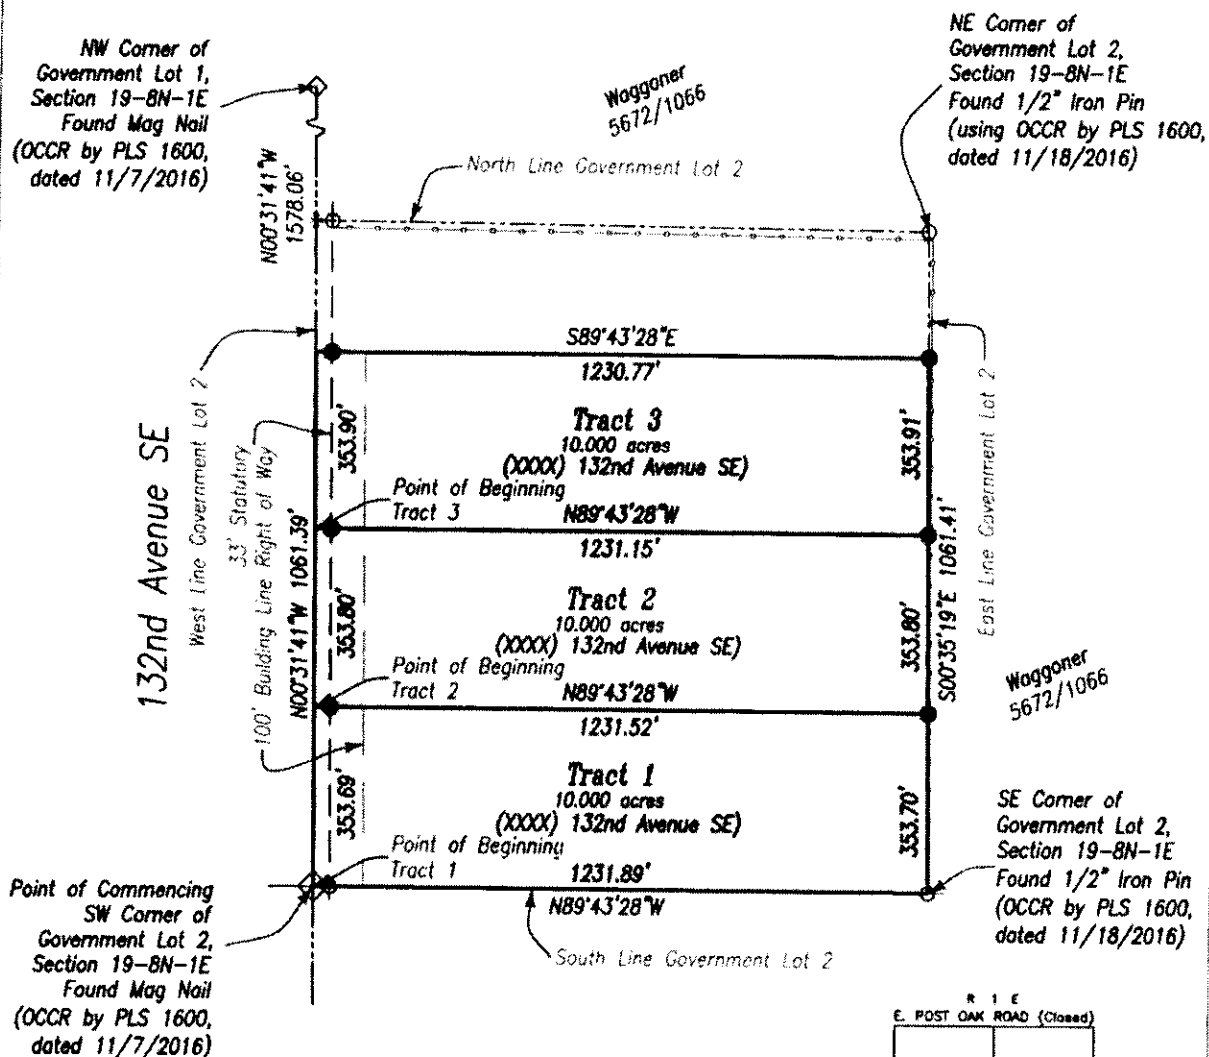 NW Corner of
Government Lot 1,
Section 19-8N-1E
Found Mag Nail
(OCCR by PLS 1600,
dated 11/7/2016)
Waggoner
5672/1066
NE Corner of
Government Lot 2,
Section 19-8N-1E
Found 1/2" Iron Pin
(using OCCR by PLS 1600,
dated 11/18/2016)
North Line Government Lot 2
N00°31'41"W
1578.06'
S89°43'28"E
1230.77'
132nd Avenue SE
West Line Government Lot 2
33' Statutory
Right of Way
100' Building Line
N00°31'41"W 1061.39'
353.90'
Tract 3
10.000 acres
(XXXX) 132nd Avenue SE)
353.91'
Point of Beginning
Tract 3
N89°43'28"W
1231.15'
353.80'
Tract 2
10.000 acres
(XXXX) 132nd Avenue SE)
353.80'
S00°35'19"E 1061.41'
East Line Government Lot 2
Point of Beginning
Tract 2
N89°43'28"W
1231.52'
Waggoner
5672/1066
353.69'
Tract 1
10.000 acres
(XXXX) 132nd Avenue SE)
353.70'
Point of Beginning
Tract 1
1231.89'
N89°43'28"W
Point of Commencing
SW Corner of
Government Lot 2,
Section 19-8N-1E
Found Mag Nail
(OCCR by PLS 1600,
dated 11/7/2016)
SE Corner of
Government Lot 2,
Section 19-8N-1E
Found 1/2" Iron Pin
(OCCR by PLS 1600,
dated 11/18/2016)
South Line Government Lot 2
R 1 E
E. POST OAK ROAD (Closed)